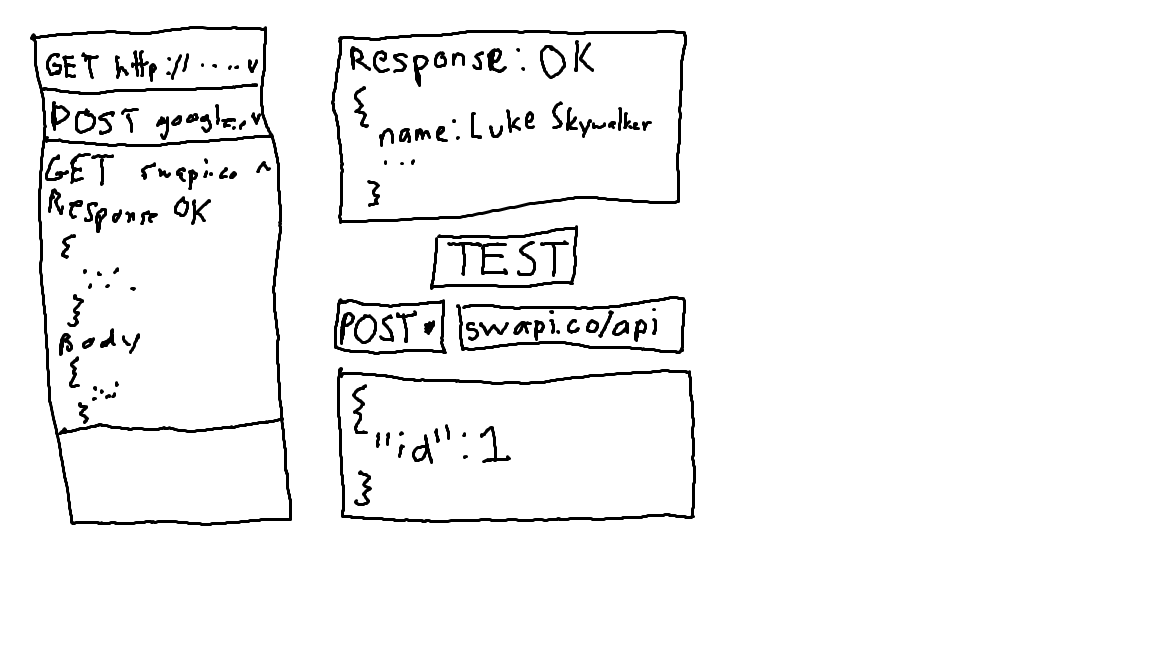 GET http://.....v
POST google...v
GET swapi.co ^
Response OK
{
......
}
Body
{
.....
}
Response: OK
{
name: Luke Skywalker
...
}
TEST
POST
swapi.co/api
{
"id": 1
}